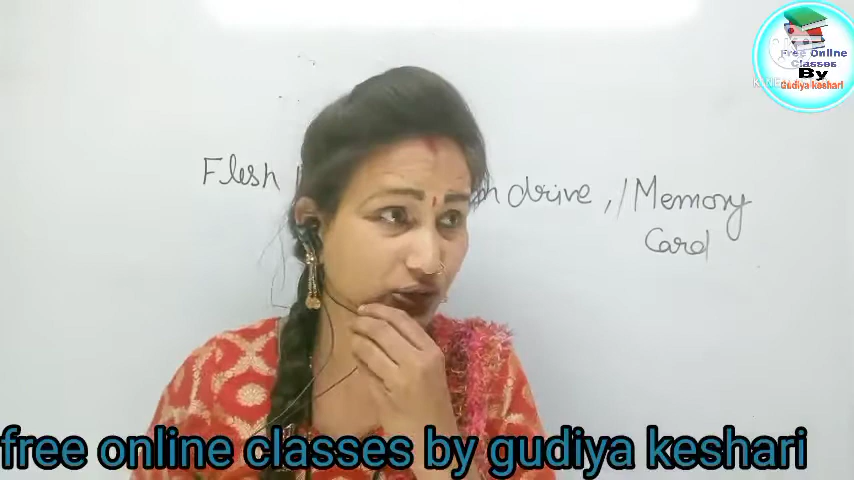 Free Online
Classes
By
Gudiya keshari
Flesh drive, / Memory
Card
free online classes by gudiya keshari